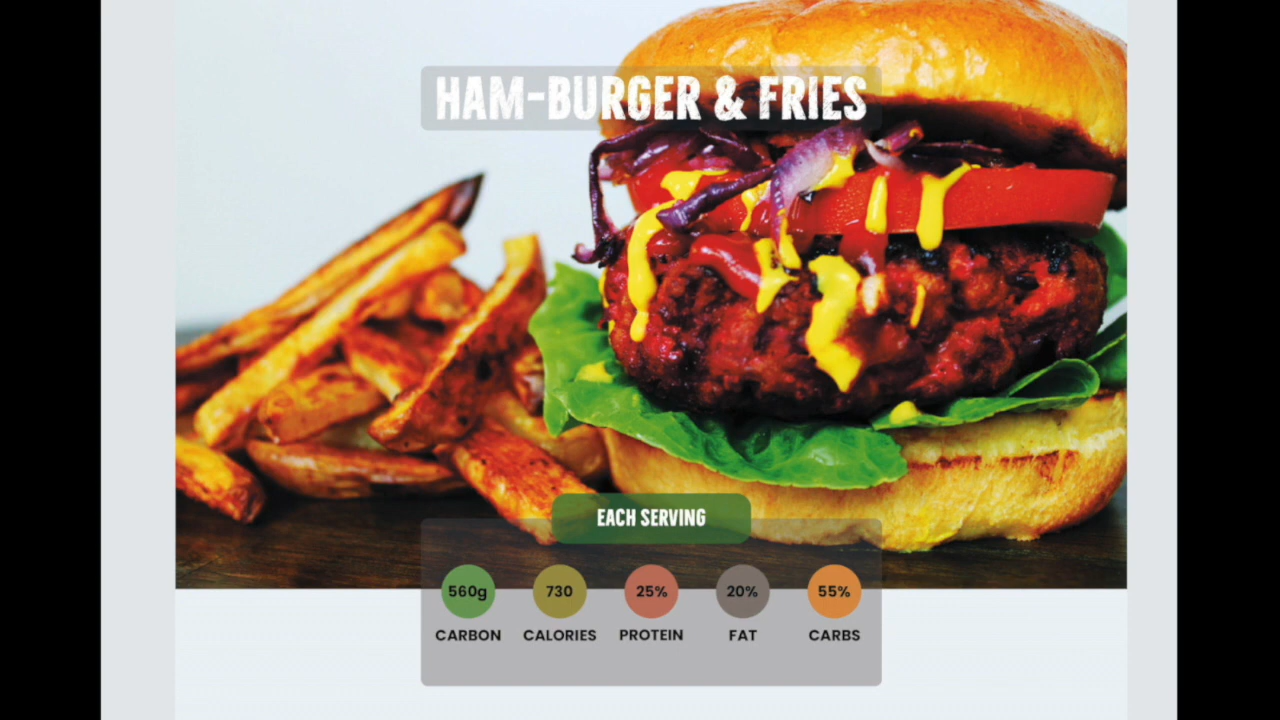 HAM-BURGER & FRIES
EACH SERVING
560g 730 25% 20% 55%
CARBON CALORIES PROTEIN FAT CARBS